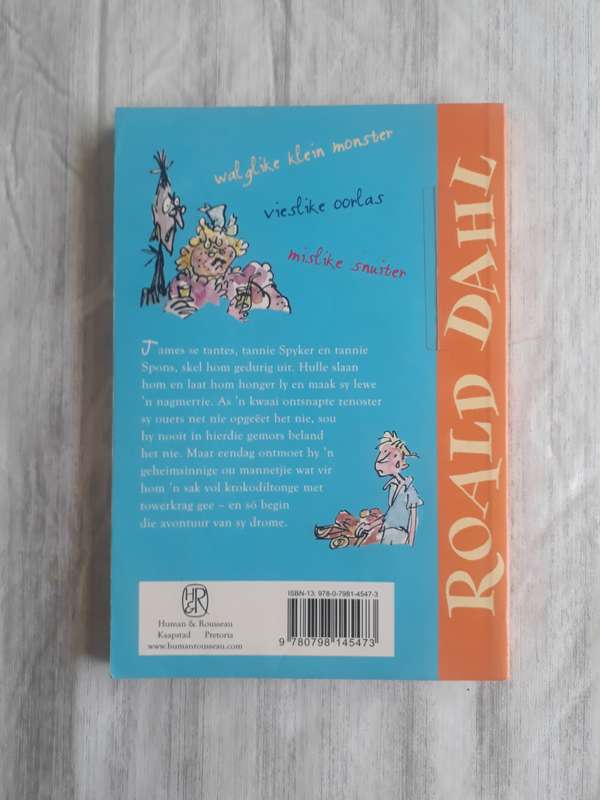 walglike klein monster
vieslike oorlas
mislike snuiter
James se tantes, tannie Spyker en tannie
Spons, skel hom gedurig uit. Hulle slaan
hom en laat hom honger ly en maak sy lewe
'n nagmerrie. As 'n kwaai ontsnapte renoster
sy ouers net nie opgeëet het nie, sou
hy nooit in hierdie gemors beland
het nie. Maar eendag ontmoet hy 'n
geheimsinnige ou mannetjie wat vir
hom 'n sak vol krokodiltonge met
towerkrag gee – en só begin
die avontuur van sy drome.
H&R
Human & Rousseau
Kaapstad Pretoria
www.humanrousseau.com
ISBN-13: 978-0-7981-4547-3
9 780798 145473
ROALD DAHL